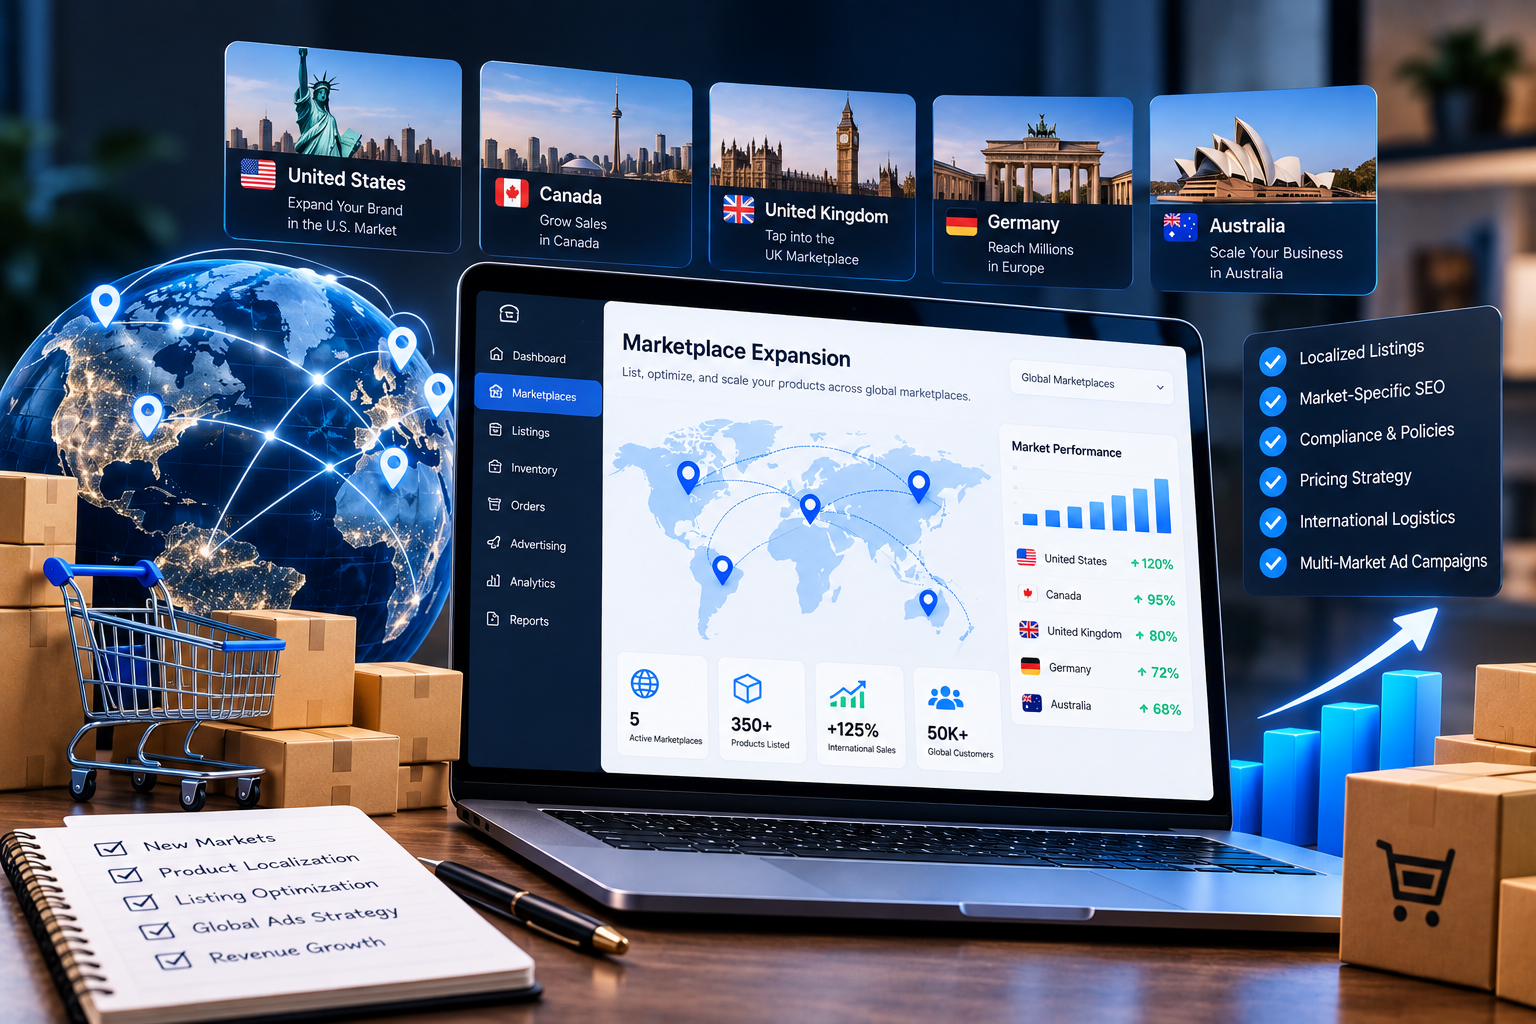 United States
Expand Your Brand
in the U.S. Market
Canada
Grow Sales
in Canada
United Kingdom
Tap into the
UK Marketplace
Germany
Reach Millions
in Europe
Australia
Scale Your Business
in Australia
Dashboard
Marketplaces
Listings
Inventory
Orders
Advertising
Analytics
Reports
Marketplace Expansion
List, optimize, and scale your products across global marketplaces.
Global Marketplaces
Market Performance
United States +120%
Canada ↑ 95%
United Kingdom ↑ 80%
Germany ↑ 72%
Australia ↑ 68%
5
Active Marketplaces
350+
Products Listed
+125%
International Sales
50K+
Global Customers
Localized Listings
Market-Specific SEO
Compliance & Policies
Pricing Strategy
International Logistics
Multi-Market Ad Campaigns
New Markets
Product Localization
Listing Optimization
Global Ads Strategy
Revenue Growth